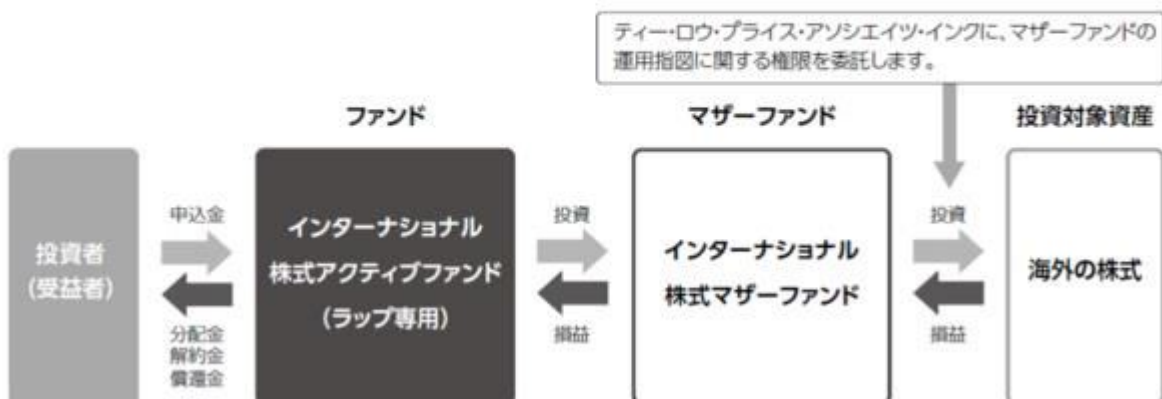 ティー・ロウ・プライス・アソシエイツ・インクに、マザーファンドの
運用指図に関する権限を委託します。
ファンド
マザーファンド
投資対象資産
投資者
(受益者)
申込金
分配金
解約金
償還金
インターナショナル
株式アクティブファンド
(ラップ専用)
投資
損益
インターナショナル
株式マザーファンド
投資
損益
海外の株式